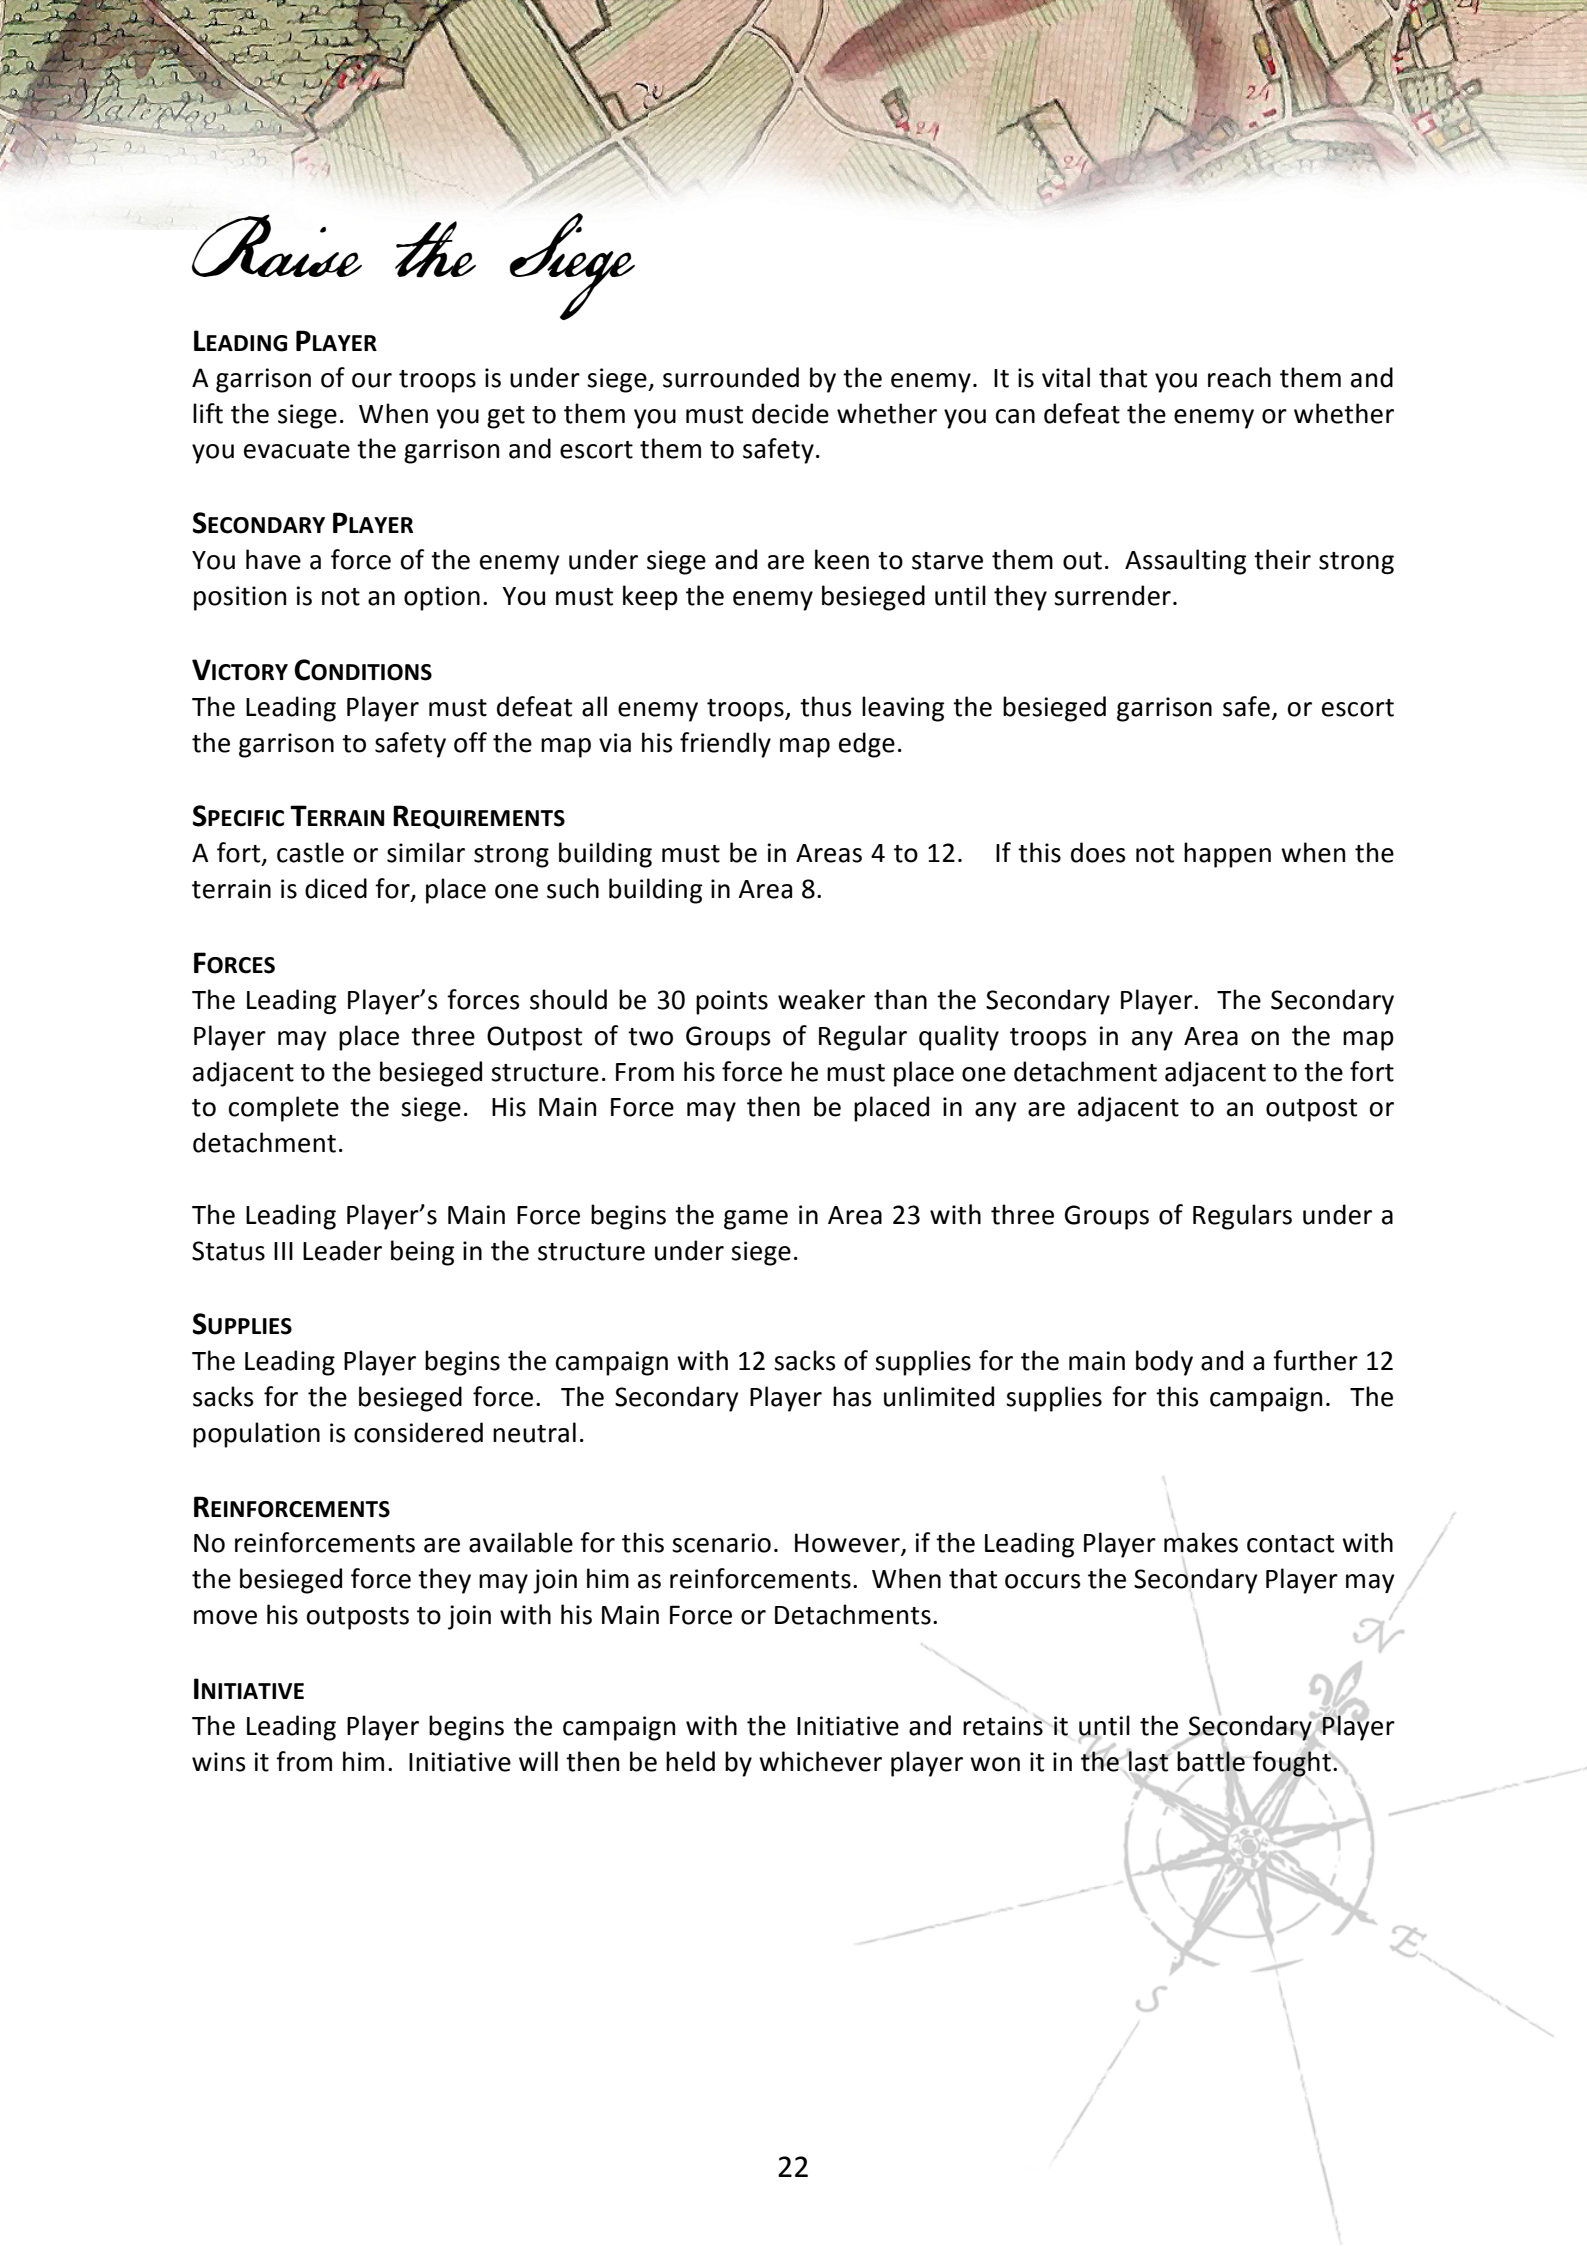 Waterloo
24
24
24
24
Raise the Siege
LEADING PLAYER
A garrison of our troops is under siege, surrounded by the enemy.  It is vital that you reach them and
lift the siege.  When you get to them you must decide whether you can defeat the enemy or whether
you evacuate the garrison and escort them to safety.
SECONDARY PLAYER
You have a force of the enemy under siege and are keen to starve them out.  Assaulting their strong
position is not an option.  You must keep the enemy besieged until they surrender.
VICTORY CONDITIONS
The Leading Player must defeat all enemy troops, thus leaving the besieged garrison safe, or escort
the garrison to safety off the map via his friendly map edge.
SPECIFIC TERRAIN REQUIREMENTS
A fort, castle or similar strong building must be in Areas 4 to 12.    If this does not happen when the
terrain is diced for, place one such building in Area 8.
FORCES
The Leading Player’s forces should be 30 points weaker than the Secondary Player.  The Secondary
Player may place three Outpost of two Groups of Regular quality troops in any Area on the map
adjacent to the besieged structure. From his force he must place one detachment adjacent to the fort
to complete the siege.  His Main Force may then be placed in any are adjacent to an outpost or
detachment.
The Leading Player’s Main Force begins the game in Area 23 with three Groups of Regulars under a
Status III Leader being in the structure under siege.
SUPPLIES
The Leading Player begins the campaign with 12 sacks of supplies for the main body and a further 12
sacks for the besieged force.  The Secondary Player has unlimited supplies for this campaign.  The
population is considered neutral.
REINFORCEMENTS
No reinforcements are available for this scenario.  However, if the Leading Player makes contact with
the besieged force they may join him as reinforcements.  When that occurs the Secondary Player may
move his outposts to join with his Main Force or Detachments.
N
INITIATIVE
The Leading Player begins the campaign with the Initiative and retains it until the Secondary Player
wins it from him.  Initiative will then be held by whichever player won it in the last battle fought.
W
E
S
22